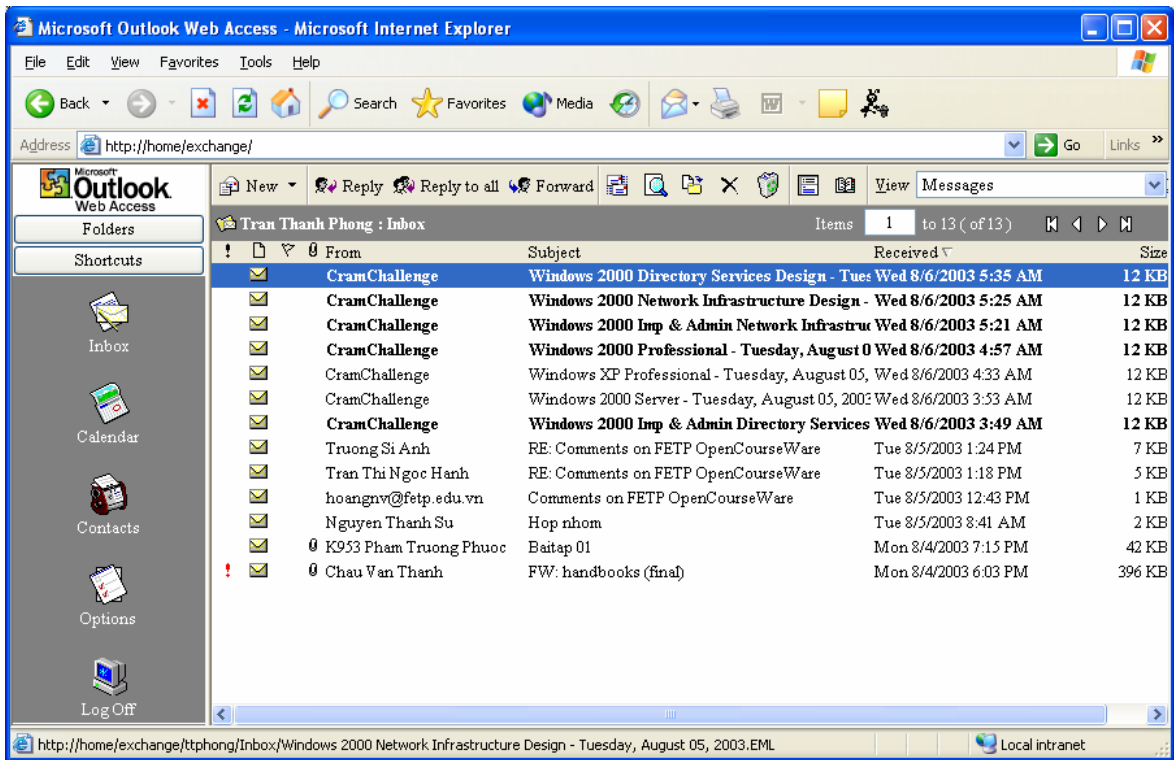 Microsoft Outlook Web Access - Microsoft Internet Explorer
File Edit View Favorites Tools Help
Back Search Favorites Media
Address http://home/exchange/ Go Links »
Microsoft Outlook Web Access
New Reply Reply to all Forward View Messages
Folders
Tran Thanh Phong : Inbox Items 1 to 13 ( of 13 )
Shortcuts
! From Subject Received Size
CramChallenge Windows 2000 Directory Services Design - Tues Wed 8/6/2003 5:35 AM 12 KB
CramChallenge Windows 2000 Network Infrastructure Design - Wed 8/6/2003 5:25 AM 12 KB
CramChallenge Windows 2000 Imp & Admin Network Infrastruc Wed 8/6/2003 5:21 AM 12 KB
CramChallenge Windows 2000 Professional - Tuesday, August 0 Wed 8/6/2003 4:57 AM 12 KB
CramChallenge Windows XP Professional - Tuesday, August 05, Wed 8/6/2003 4:33 AM 12 KB
CramChallenge Windows 2000 Server - Tuesday, August 05, 2003 Wed 8/6/2003 3:53 AM 12 KB
CramChallenge Windows 2000 Imp & Admin Directory Services Wed 8/6/2003 3:49 AM 12 KB
Truong Si Anh RE: Comments on FETP OpenCourseWare Tue 8/5/2003 1:24 PM 7 KB
Tran Thi Ngoc Hanh RE: Comments on FETP OpenCourseWare Tue 8/5/2003 1:18 PM 5 KB
hoangnv@fetp.edu.vn Comments on FETP OpenCourseWare Tue 8/5/2003 12:43 PM 1 KB
Nguyen Thanh Su Hop nhom Tue 8/5/2003 8:41 AM 2 KB
K953 Pham Truong Phuoc Baitap 01 Mon 8/4/2003 7:15 PM 42 KB
! Chau Van Thanh FW: handbooks (final) Mon 8/4/2003 6:03 PM 396 KB
Inbox
Calendar
Contacts
Options
Log Off
http://home/exchange/ttphong/Inbox/Windows 2000 Network Infrastructure Design - Tuesday, August 05, 2003.EML Local intranet